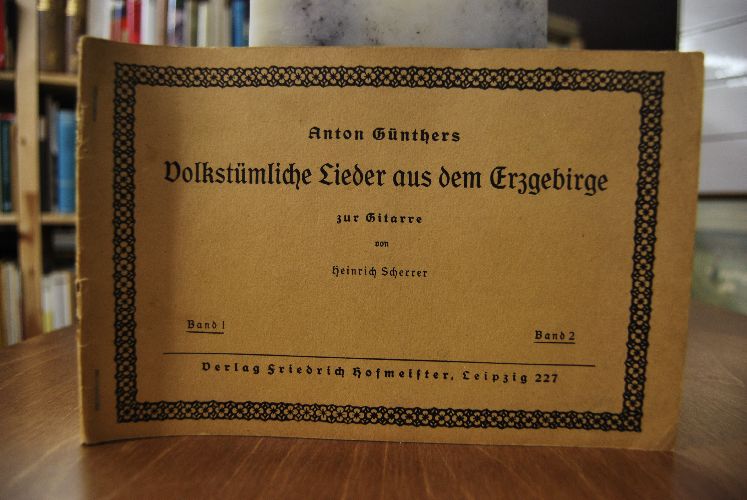 Anton Günthers
Volkstümliche Lieder aus dem Erzgebirge
zur Gitarre
von
Heinrich Scherrer
Band 1
Band 2
Verlag Friedrich Hofmeister, Leipzig 227